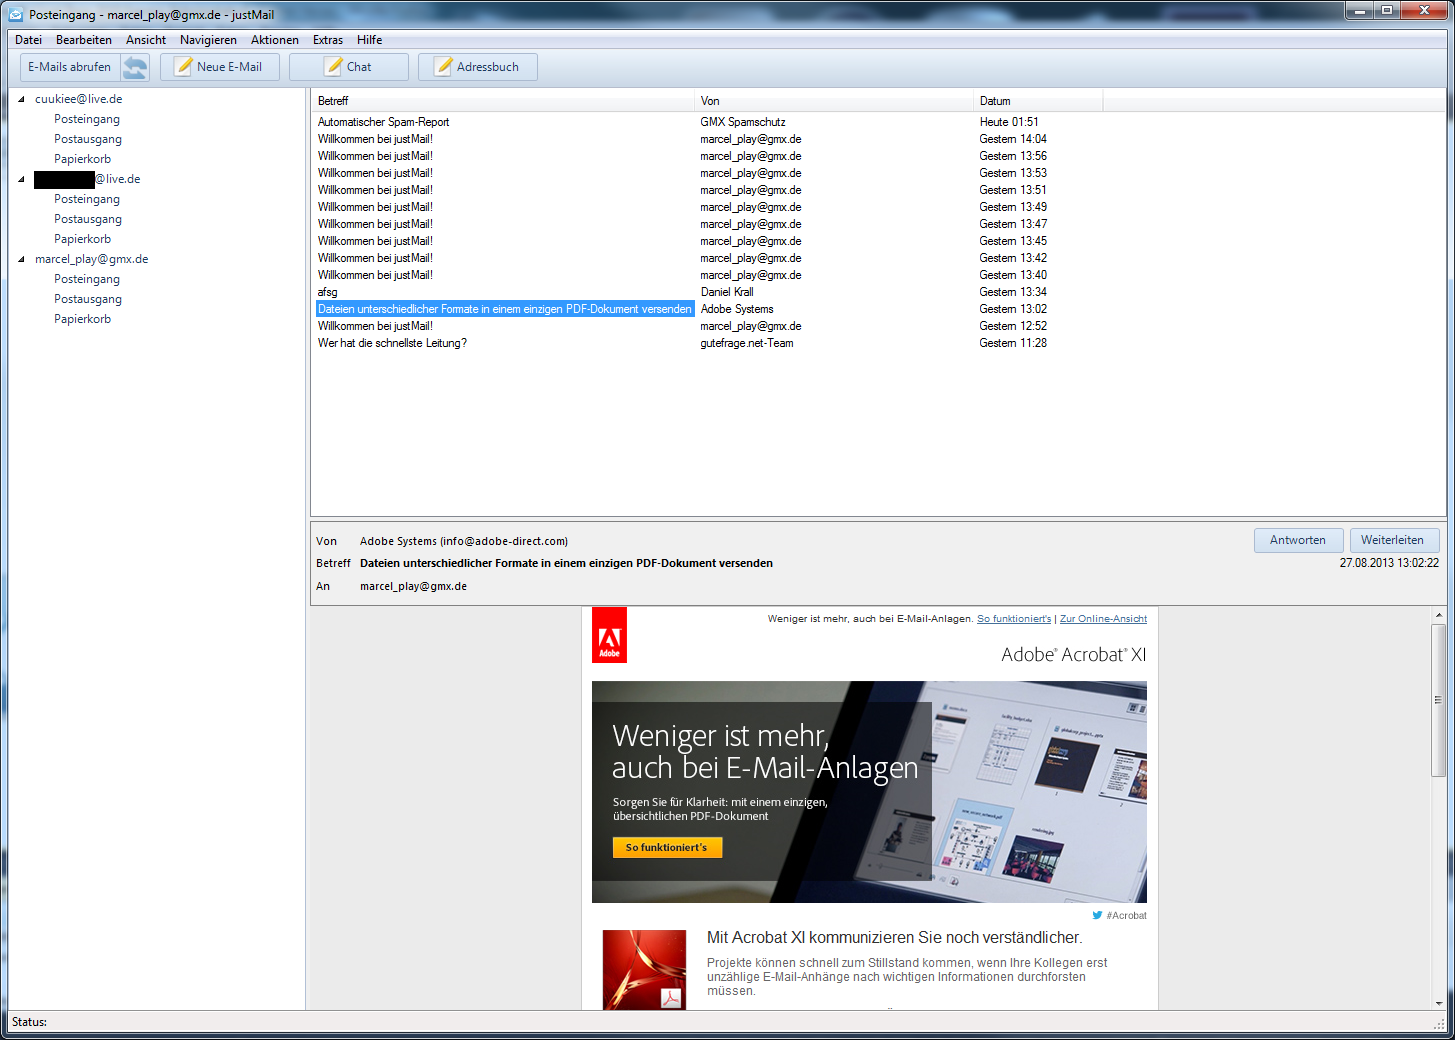 Posteingang - marcel_play@gmx.de - justMail
Datei Bearbeiten Ansicht Navigieren Aktionen Extras Hilfe
E-Mails abrufen Neue E-Mail Chat Adressbuch
cuukiee@live.de
Posteingang
Postausgang
Papierkorb
@live.de
Posteingang
Postausgang
Papierkorb
marcel_play@gmx.de
Posteingang
Postausgang
Papierkorb
Betreff Von Datum
Automatischer Spam-Report GMX Spamschutz Heute 01:51
Willkommen bei justMail! marcel_play@gmx.de Gestern 14:04
Willkommen bei justMail! marcel_play@gmx.de Gestern 13:56
Willkommen bei justMail! marcel_play@gmx.de Gestern 13:53
Willkommen bei justMail! marcel_play@gmx.de Gestern 13:51
Willkommen bei justMail! marcel_play@gmx.de Gestern 13:49
Willkommen bei justMail! marcel_play@gmx.de Gestern 13:47
Willkommen bei justMail! marcel_play@gmx.de Gestern 13:45
Willkommen bei justMail! marcel_play@gmx.de Gestern 13:42
Willkommen bei justMail! marcel_play@gmx.de Gestern 13:40
afsg Daniel Krall Gestern 13:34
Dateien unterschiedlicher Formate in einem einzigen PDF-Dokument versenden Adobe Systems Gestern 13:02
Willkommen bei justMail! marcel_play@gmx.de Gestern 12:52
Wer hat die schnellste Leitung? gutefrage.net-Team Gestern 11:28
Von Adobe Systems (info@adobe-direct.com) Antworten Weiterleiten
Betreff Dateien unterschiedlicher Formate in einem einzigen PDF-Dokument versenden 27.08.2013 13:02:22
An marcel_play@gmx.de
Weniger ist mehr, auch bei E-Mail-Anlagen. So funktioniert's | Zur Online-Ansicht
Adobe
Adobe® Acrobat® XI
Weniger ist mehr,
auch bei E-Mail-Anlagen
Sorgen Sie für Klarheit: mit einem einzigen,
übersichtlichen PDF-Dokument
So funktioniert's
#Acrobat
Mit Acrobat XI kommunizieren Sie noch verständlicher.
Projekte können schnell zum Stillstand kommen, wenn Ihre Kollegen erst
unzählige E-Mail-Anhänge nach wichtigen Informationen durchforsten
müssen.
Status: